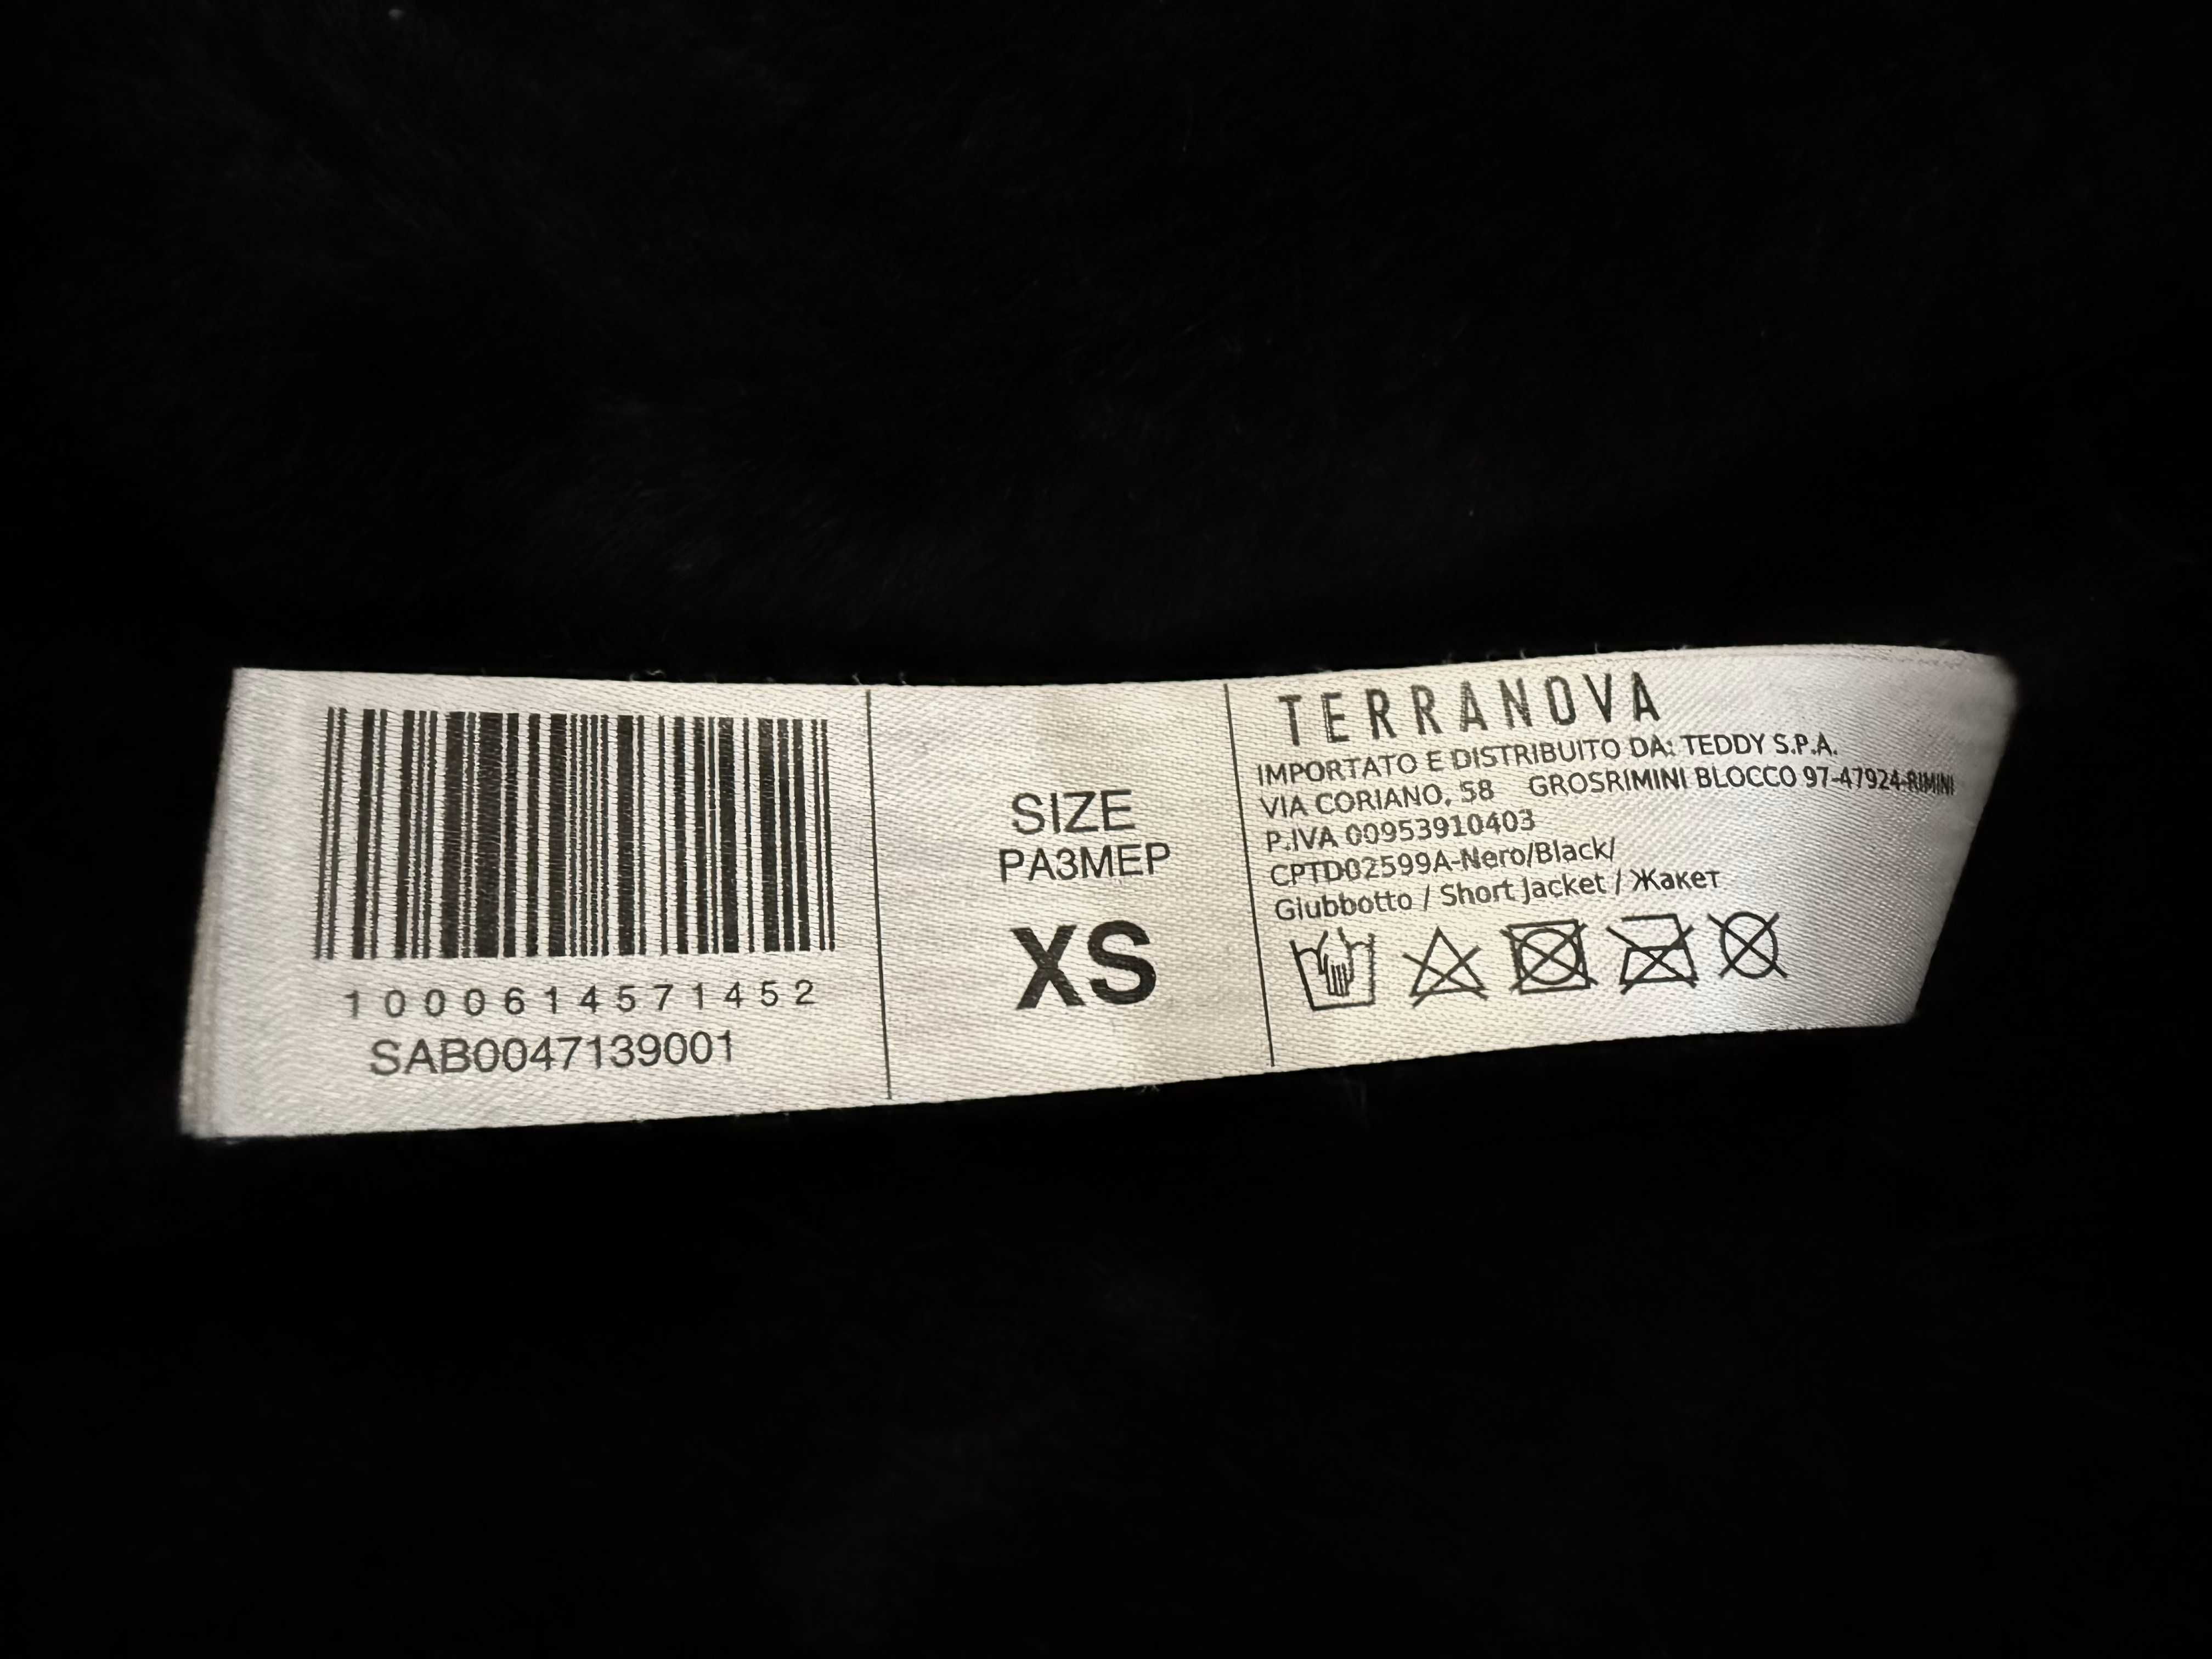 1000614571452
SAB0047139001
SIZE
РАЗМЕР
XS
TERRANOVA
IMPORTATO E DISTRIBUITO DA: TEDDY S.P.A.
VIA CORIANO, 58 GROSRIMINI BLOCCO 97-47924-RIMINI
P.IVA 00953910403
CPTD02599A-Nero/Black/
Giubbotto / Short Jacket / Жакет